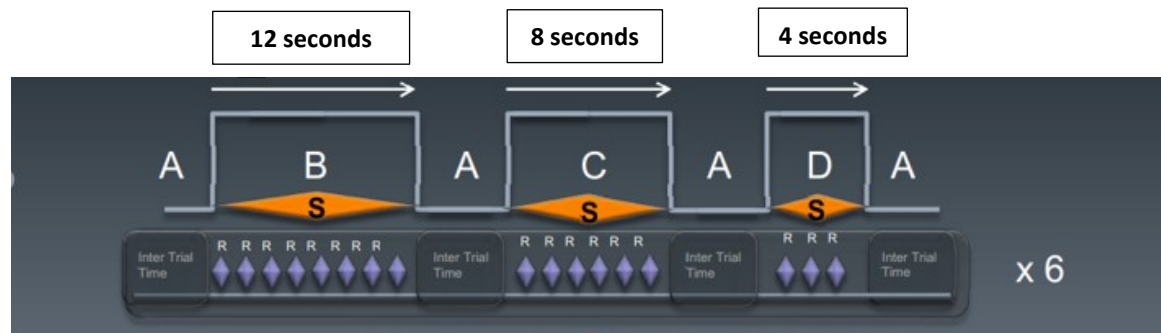 12 seconds 8 seconds 4 seconds
A B A C A D A
S S S
R R R R R R R R R R R R R R R R R
Inter Trial Inter Trial Inter Trial Inter Trial
Time Time Time Time
x 6